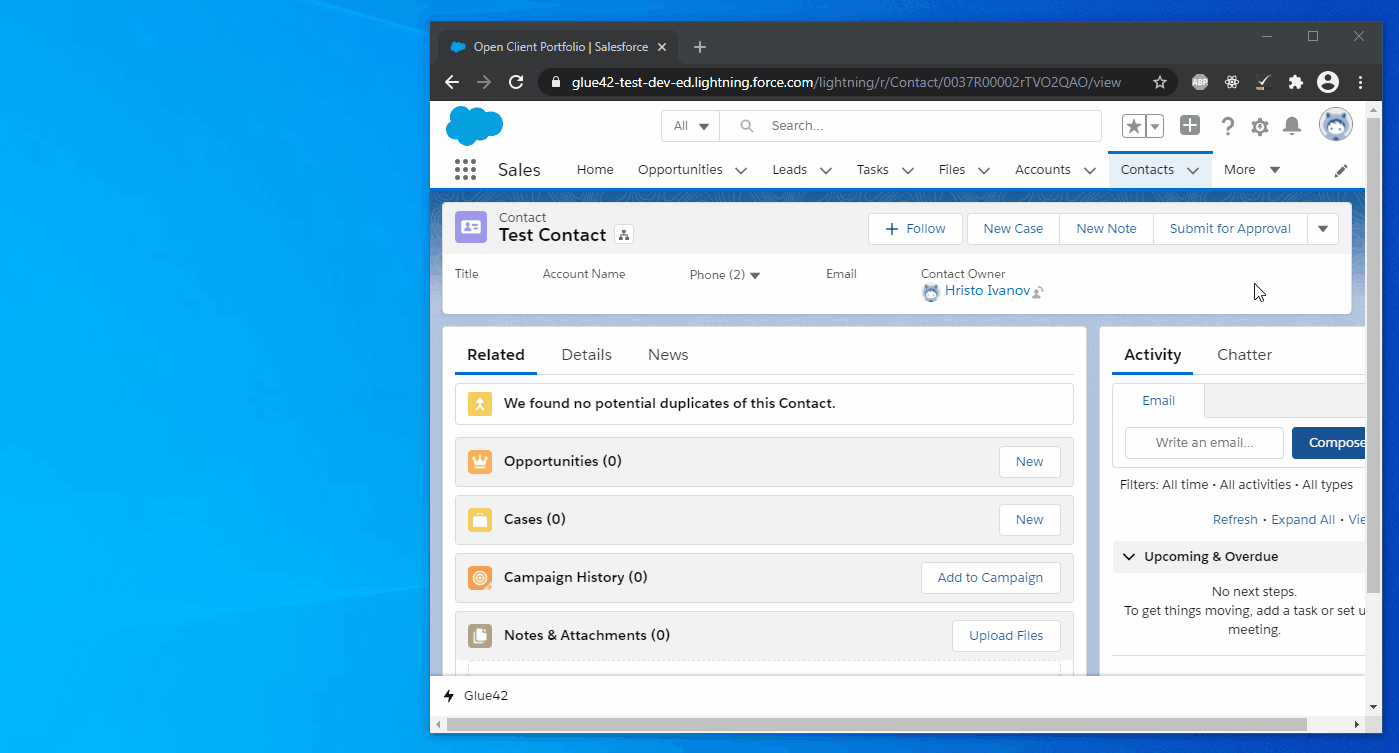 Open Client Portfolio | Salesforce
glue42-test-dev-ed.lightning.force.com/lightning/r/Contact/0037R00002rTVO2QAO/view
ABP
All Search...
Sales Home Opportunities Leads Tasks Files Accounts Contacts More
Contact
Test Contact
Follow New Case New Note Submit for Approval
Title Account Name Phone (2) Email Contact Owner
Hristo Ivanov
Related Details News
We found no potential duplicates of this Contact.
Opportunities (0) New
Cases (0) New
Campaign History (0) Add to Campaign
Notes & Attachments (0) Upload Files
Activity Chatter
Email
Write an email... Compose
Filters: All time • All activities • All types
Refresh • Expand All • Vie
Upcoming & Overdue
No next steps.
To get things moving, add a task or set u
meeting.
Glue42